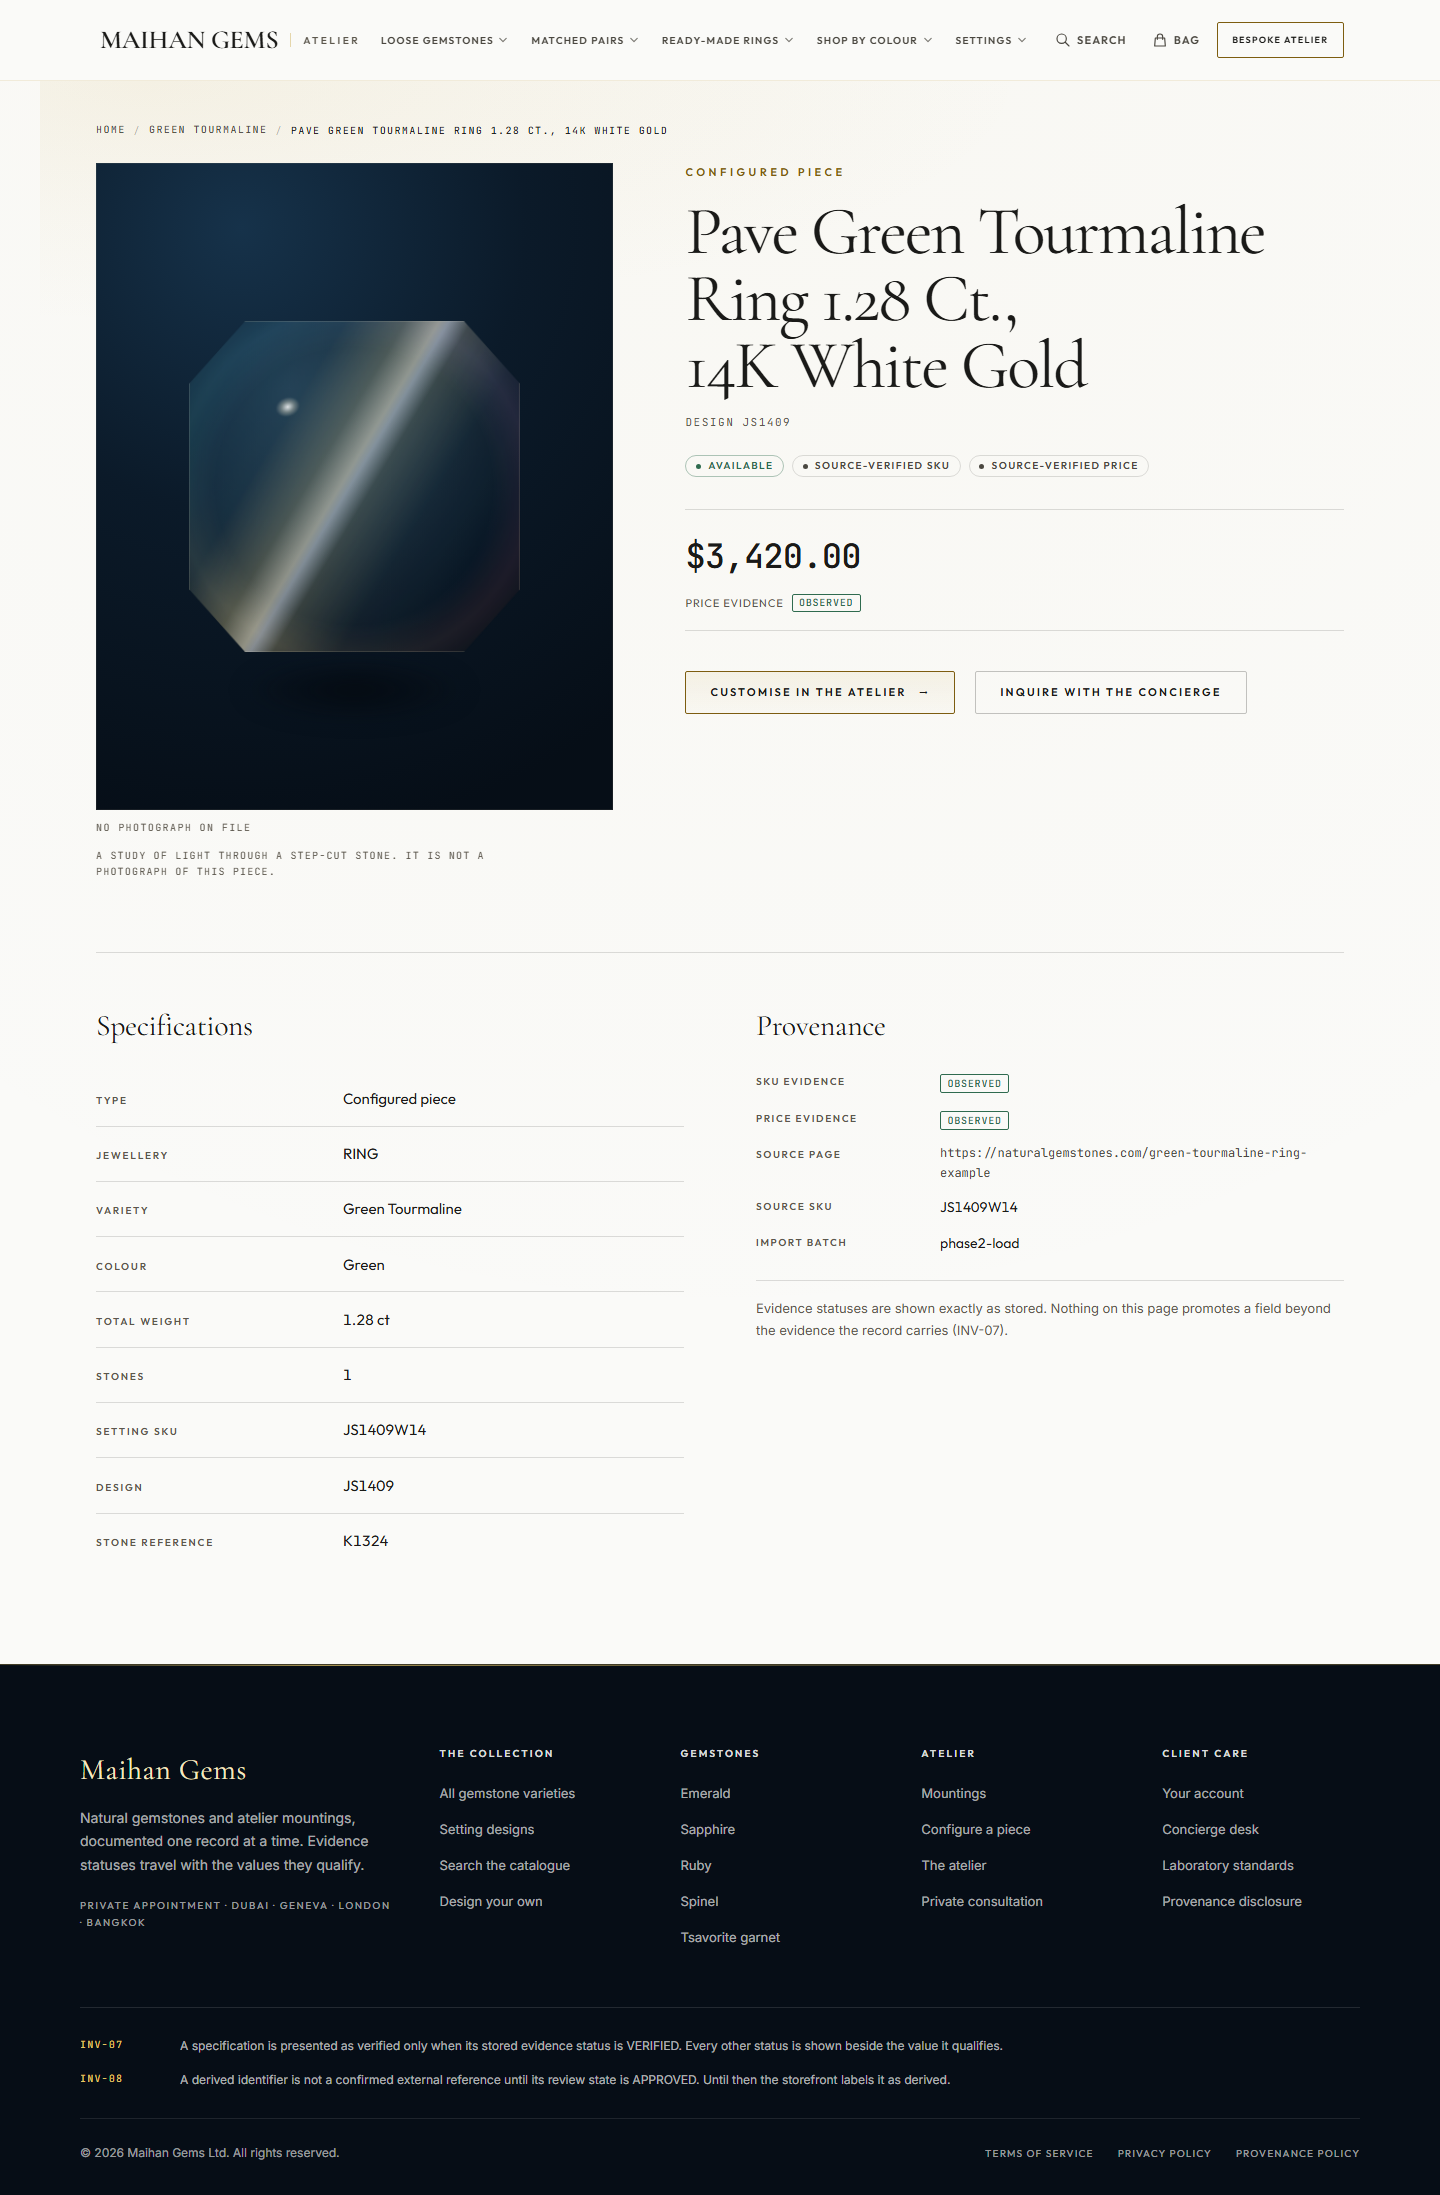 MAIHAN GEMS
ATELIER
LOOSE GEMSTONES
MATCHED PAIRS
READY-MADE RINGS
SHOP BY COLOUR
SETTINGS
SEARCH
BAG
BESPOKE ATELIER
HOME / GREEN TOURMALINE / PAVE GREEN TOURMALINE RING 1.28 CT., 14K WHITE GOLD
NO PHOTOGRAPH ON FILE
A STUDY OF LIGHT THROUGH A STEP-CUT STONE. IT IS NOT A
PHOTOGRAPH OF THIS PIECE.
CONFIGURED PIECE
Pave Green Tourmaline
Ring 1.28 Ct.,
14K White Gold
DESIGN JS1409
AVAILABLE
SOURCE-VERIFIED SKU
SOURCE-VERIFIED PRICE
$3,420.00
PRICE EVIDENCE OBSERVED
CUSTOMISE IN THE ATELIER →
INQUIRE WITH THE CONCIERGE
Specifications
TYPE Configured piece
JEWELLERY RING
VARIETY Green Tourmaline
COLOUR Green
TOTAL WEIGHT 1.28 ct
STONES 1
SETTING SKU JS1409W14
DESIGN JS1409
STONE REFERENCE K1324
Provenance
SKU EVIDENCE OBSERVED
PRICE EVIDENCE OBSERVED
SOURCE PAGE https://naturalgemstones.com/green-tourmaline-ring-
example
SOURCE SKU JS1409W14
IMPORT BATCH phase2-load
Evidence statuses are shown exactly as stored. Nothing on this page promotes a field beyond
the evidence the record carries (INV-07).
Maihan Gems
Natural gemstones and atelier mountings,
documented one record at a time. Evidence
statuses travel with the values they qualify.
PRIVATE APPOINTMENT · DUBAI · GENEVA · LONDON
· BANGKOK
THE COLLECTION
All gemstone varieties
Setting designs
Search the catalogue
Design your own
GEMSTONES
Emerald
Sapphire
Ruby
Spinel
Tsavorite garnet
ATELIER
Mountings
Configure a piece
The atelier
Private consultation
CLIENT CARE
Your account
Concierge desk
Laboratory standards
Provenance disclosure
INV-07 A specification is presented as verified only when its stored evidence status is VERIFIED. Every other status is shown beside the value it qualifies.
INV-08 A derived identifier is not a confirmed external reference until its review state is APPROVED. Until then the storefront labels it as derived.
© 2026 Maihan Gems Ltd. All rights reserved.
TERMS OF SERVICE
PRIVACY POLICY
PROVENANCE POLICY